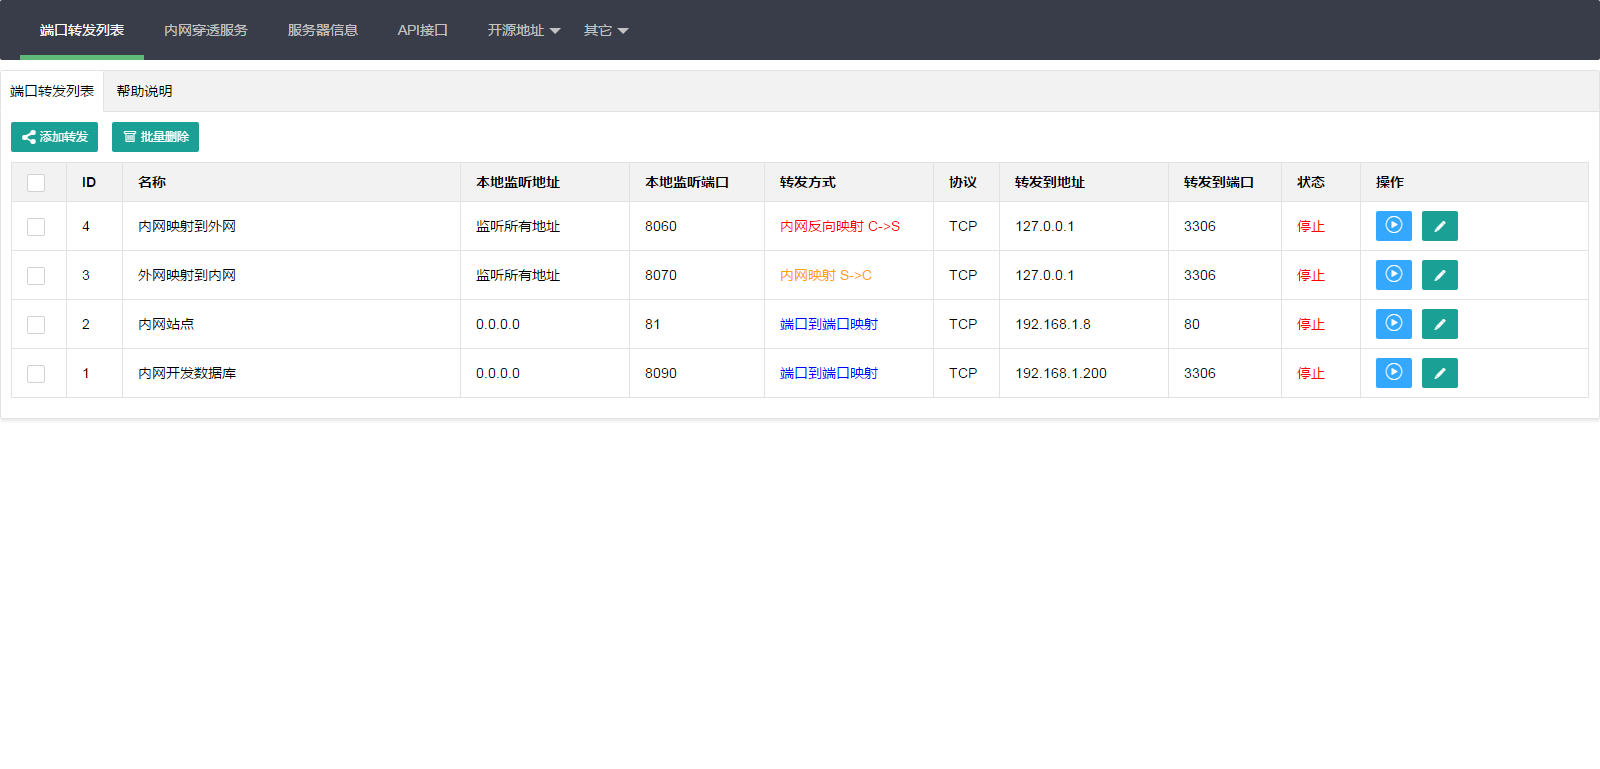 端口转发列表 内网穿透服务 服务器信息 API接口 开源地址 其它
端口转发列表 帮助说明
添加转发 批量删除
ID 名称 本地监听地址 本地监听端口 转发方式 协议 转发到地址 转发到端口 状态 操作
4 内网映射到外网 监听所有地址 8060 内网反向映射 C->S TCP 127.0.0.1 3306 停止
3 外网映射到内网 监听所有地址 8070 内网映射 S->C TCP 127.0.0.1 3306 停止
2 内网站点 0.0.0.0 81 端口到端口映射 TCP 192.168.1.8 80 停止
1 内网开发数据库 0.0.0.0 8090 端口到端口映射 TCP 192.168.1.200 3306 停止